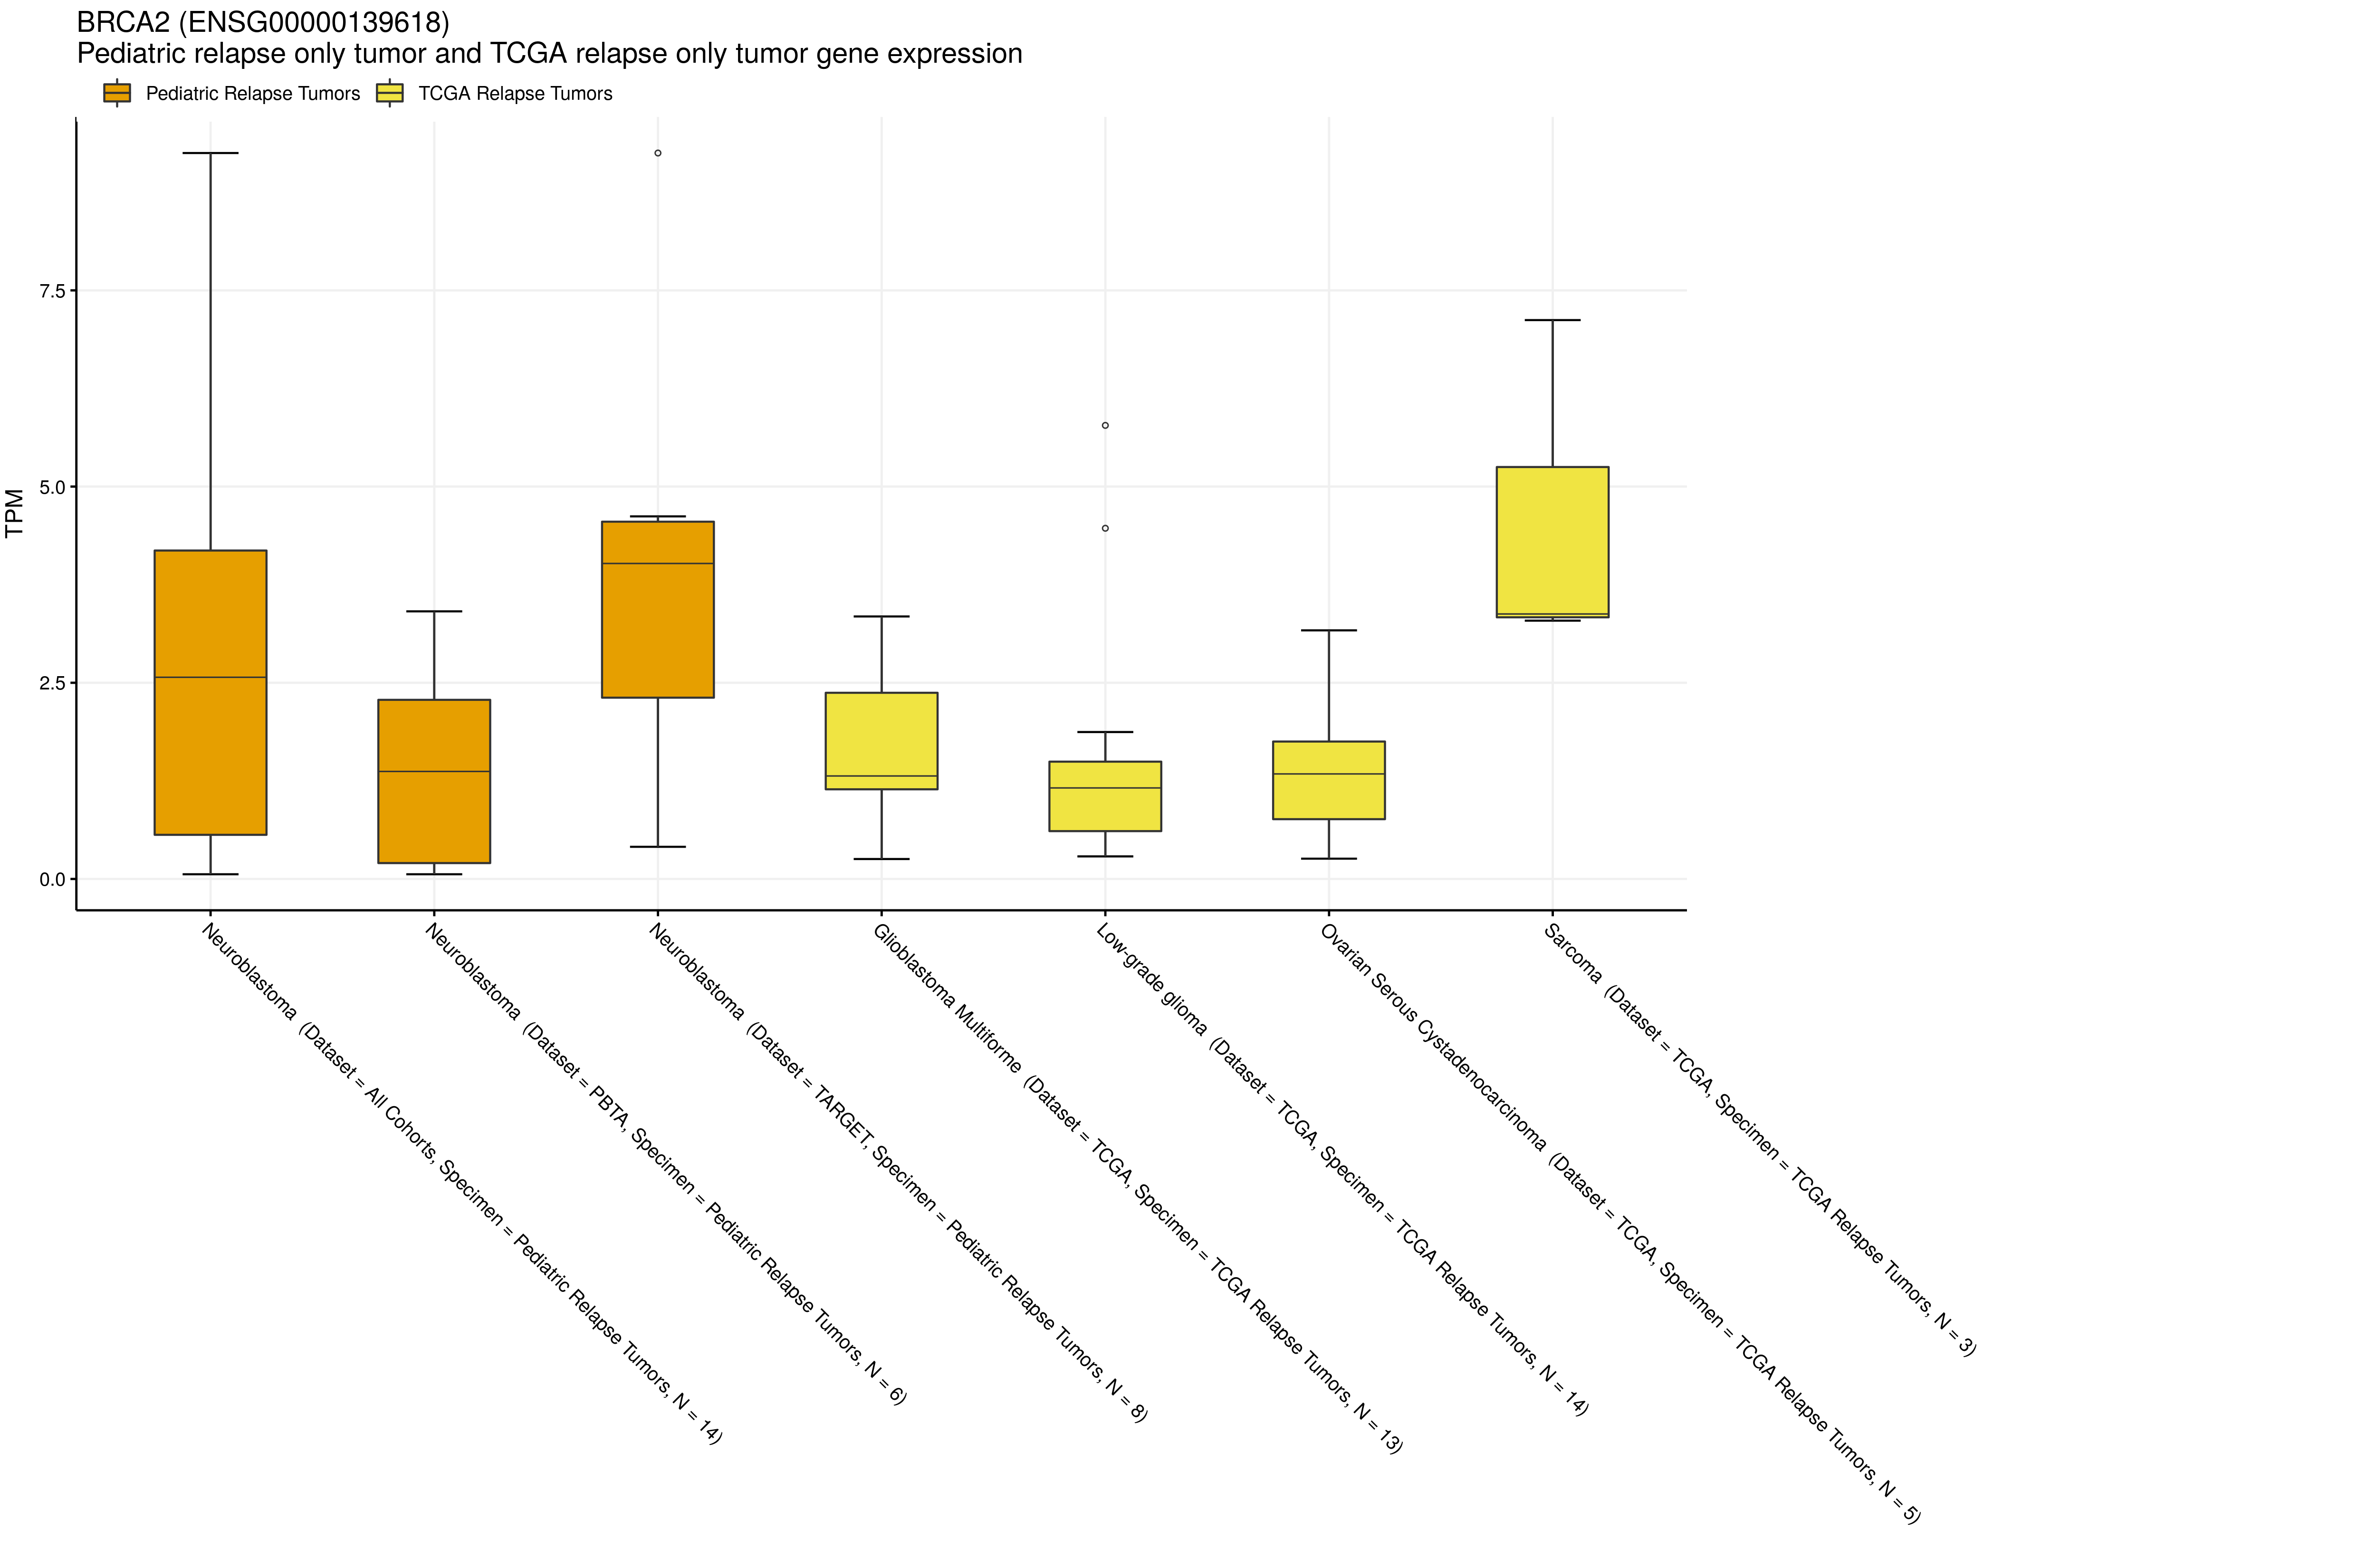 BRCA2 (ENSG00000139618)
Pediatric relapse only tumor and TCGA relapse only tumor gene expression
Pediatric Relapse Tumors
TCGA Relapse Tumors
TPM
7.5
5.0
2.5
0.0
Neuroblastoma (Dataset = All Cohorts, Specimen = Pediatric Relapse Tumors, N = 14)
Neuroblastoma (Dataset = PBTA, Specimen = Pediatric Relapse Tumors, N = 6)
Neuroblastoma (Dataset = TARGET, Specimen = Pediatric Relapse Tumors, N = 8)
Glioblastoma Multiforme (Dataset = TCGA, Specimen = TCGA Relapse Tumors, N = 13)
Low-grade glioma (Dataset = TCGA, Specimen = TCGA Relapse Tumors, N = 14)
Ovarian Serous Cystadenocarcinoma (Dataset = TCGA, Specimen = TCGA Relapse Tumors, N = 5)
Sarcoma (Dataset = TCGA, Specimen = TCGA Relapse Tumors, N = 3)